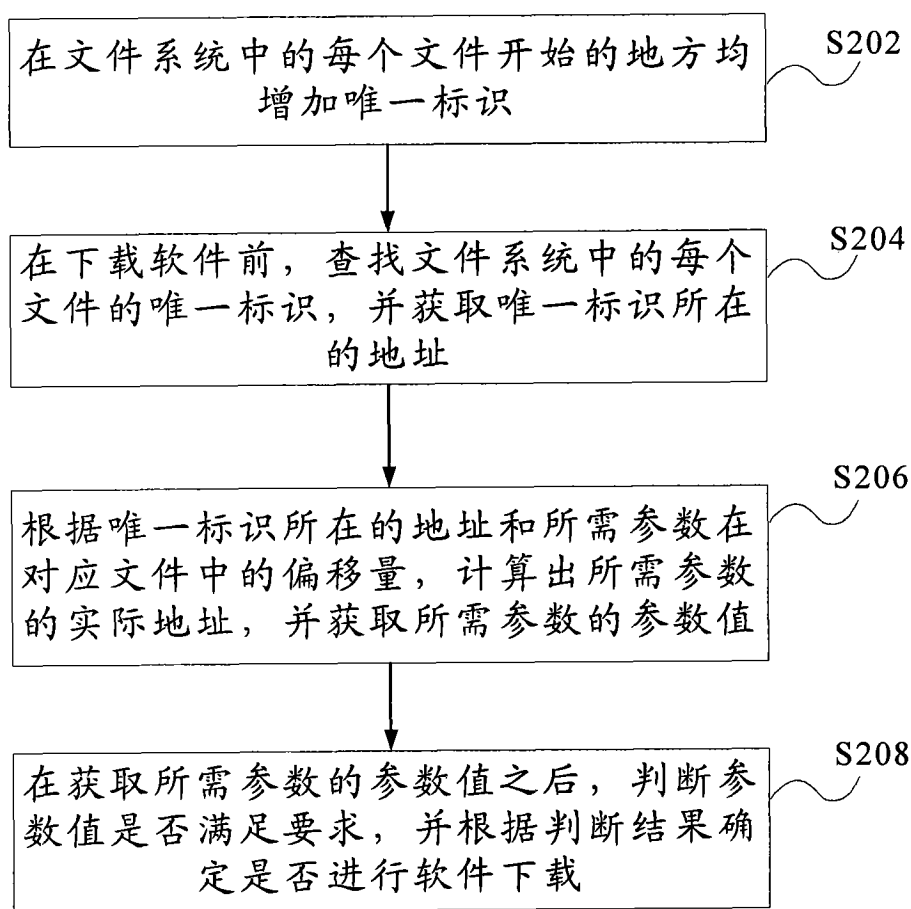 在文件系统中的每个文件开始的地方均
增加唯一标识
S202
在下载软件前，查找文件系统中的每个
文件的唯一标识，并获取唯一标识所在
的地址
S204
根据唯一标识所在的地址和所需参数在
对应文件中的偏移量，计算出所需参数
的实际地址，并获取所需参数的参数值
S206
在获取所需参数的参数值之后，判断参
数值是否满足要求，并根据判断结果确
定是否进行软件下载
S208